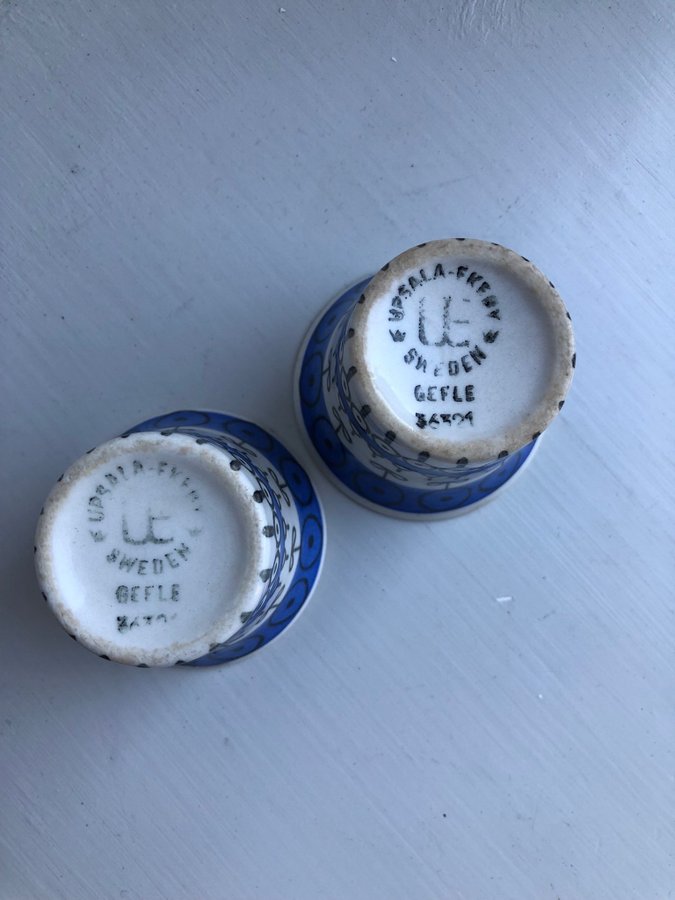 UPSALA-EKEBY
UE
SWEDEN
GEFLE
UPSALA-EKEBY
UE
SWEDEN
GEFLE